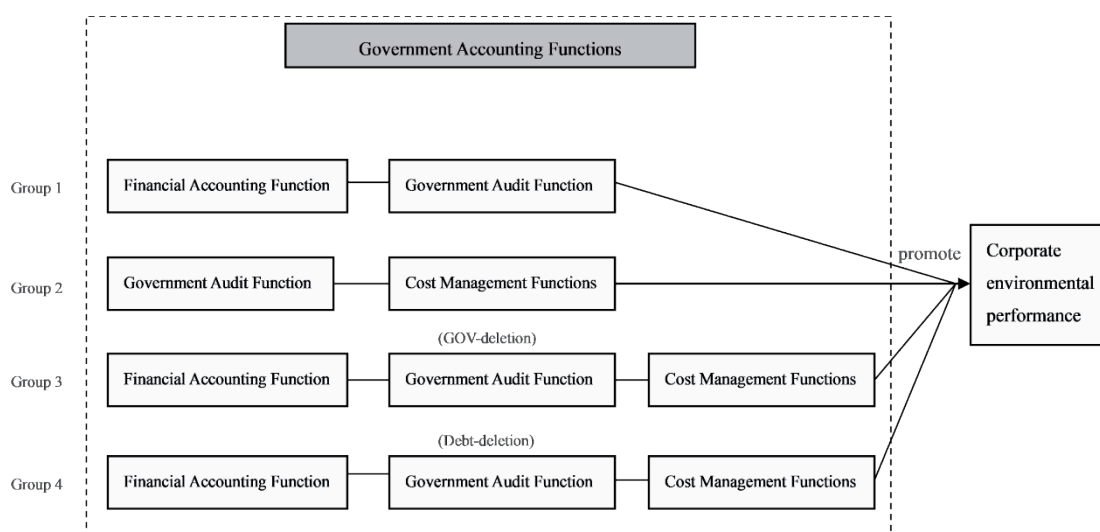 Government Accounting Functions
Group 1
Financial Accounting Function
Government Audit Function
promote
Corporate
environmental
performance
Group 2
Government Audit Function
Cost Management Functions
(GOV-deletion)
Group 3
Financial Accounting Function
Government Audit Function
Cost Management Functions
(Debt-deletion)
Group 4
Financial Accounting Function
Government Audit Function
Cost Management Functions